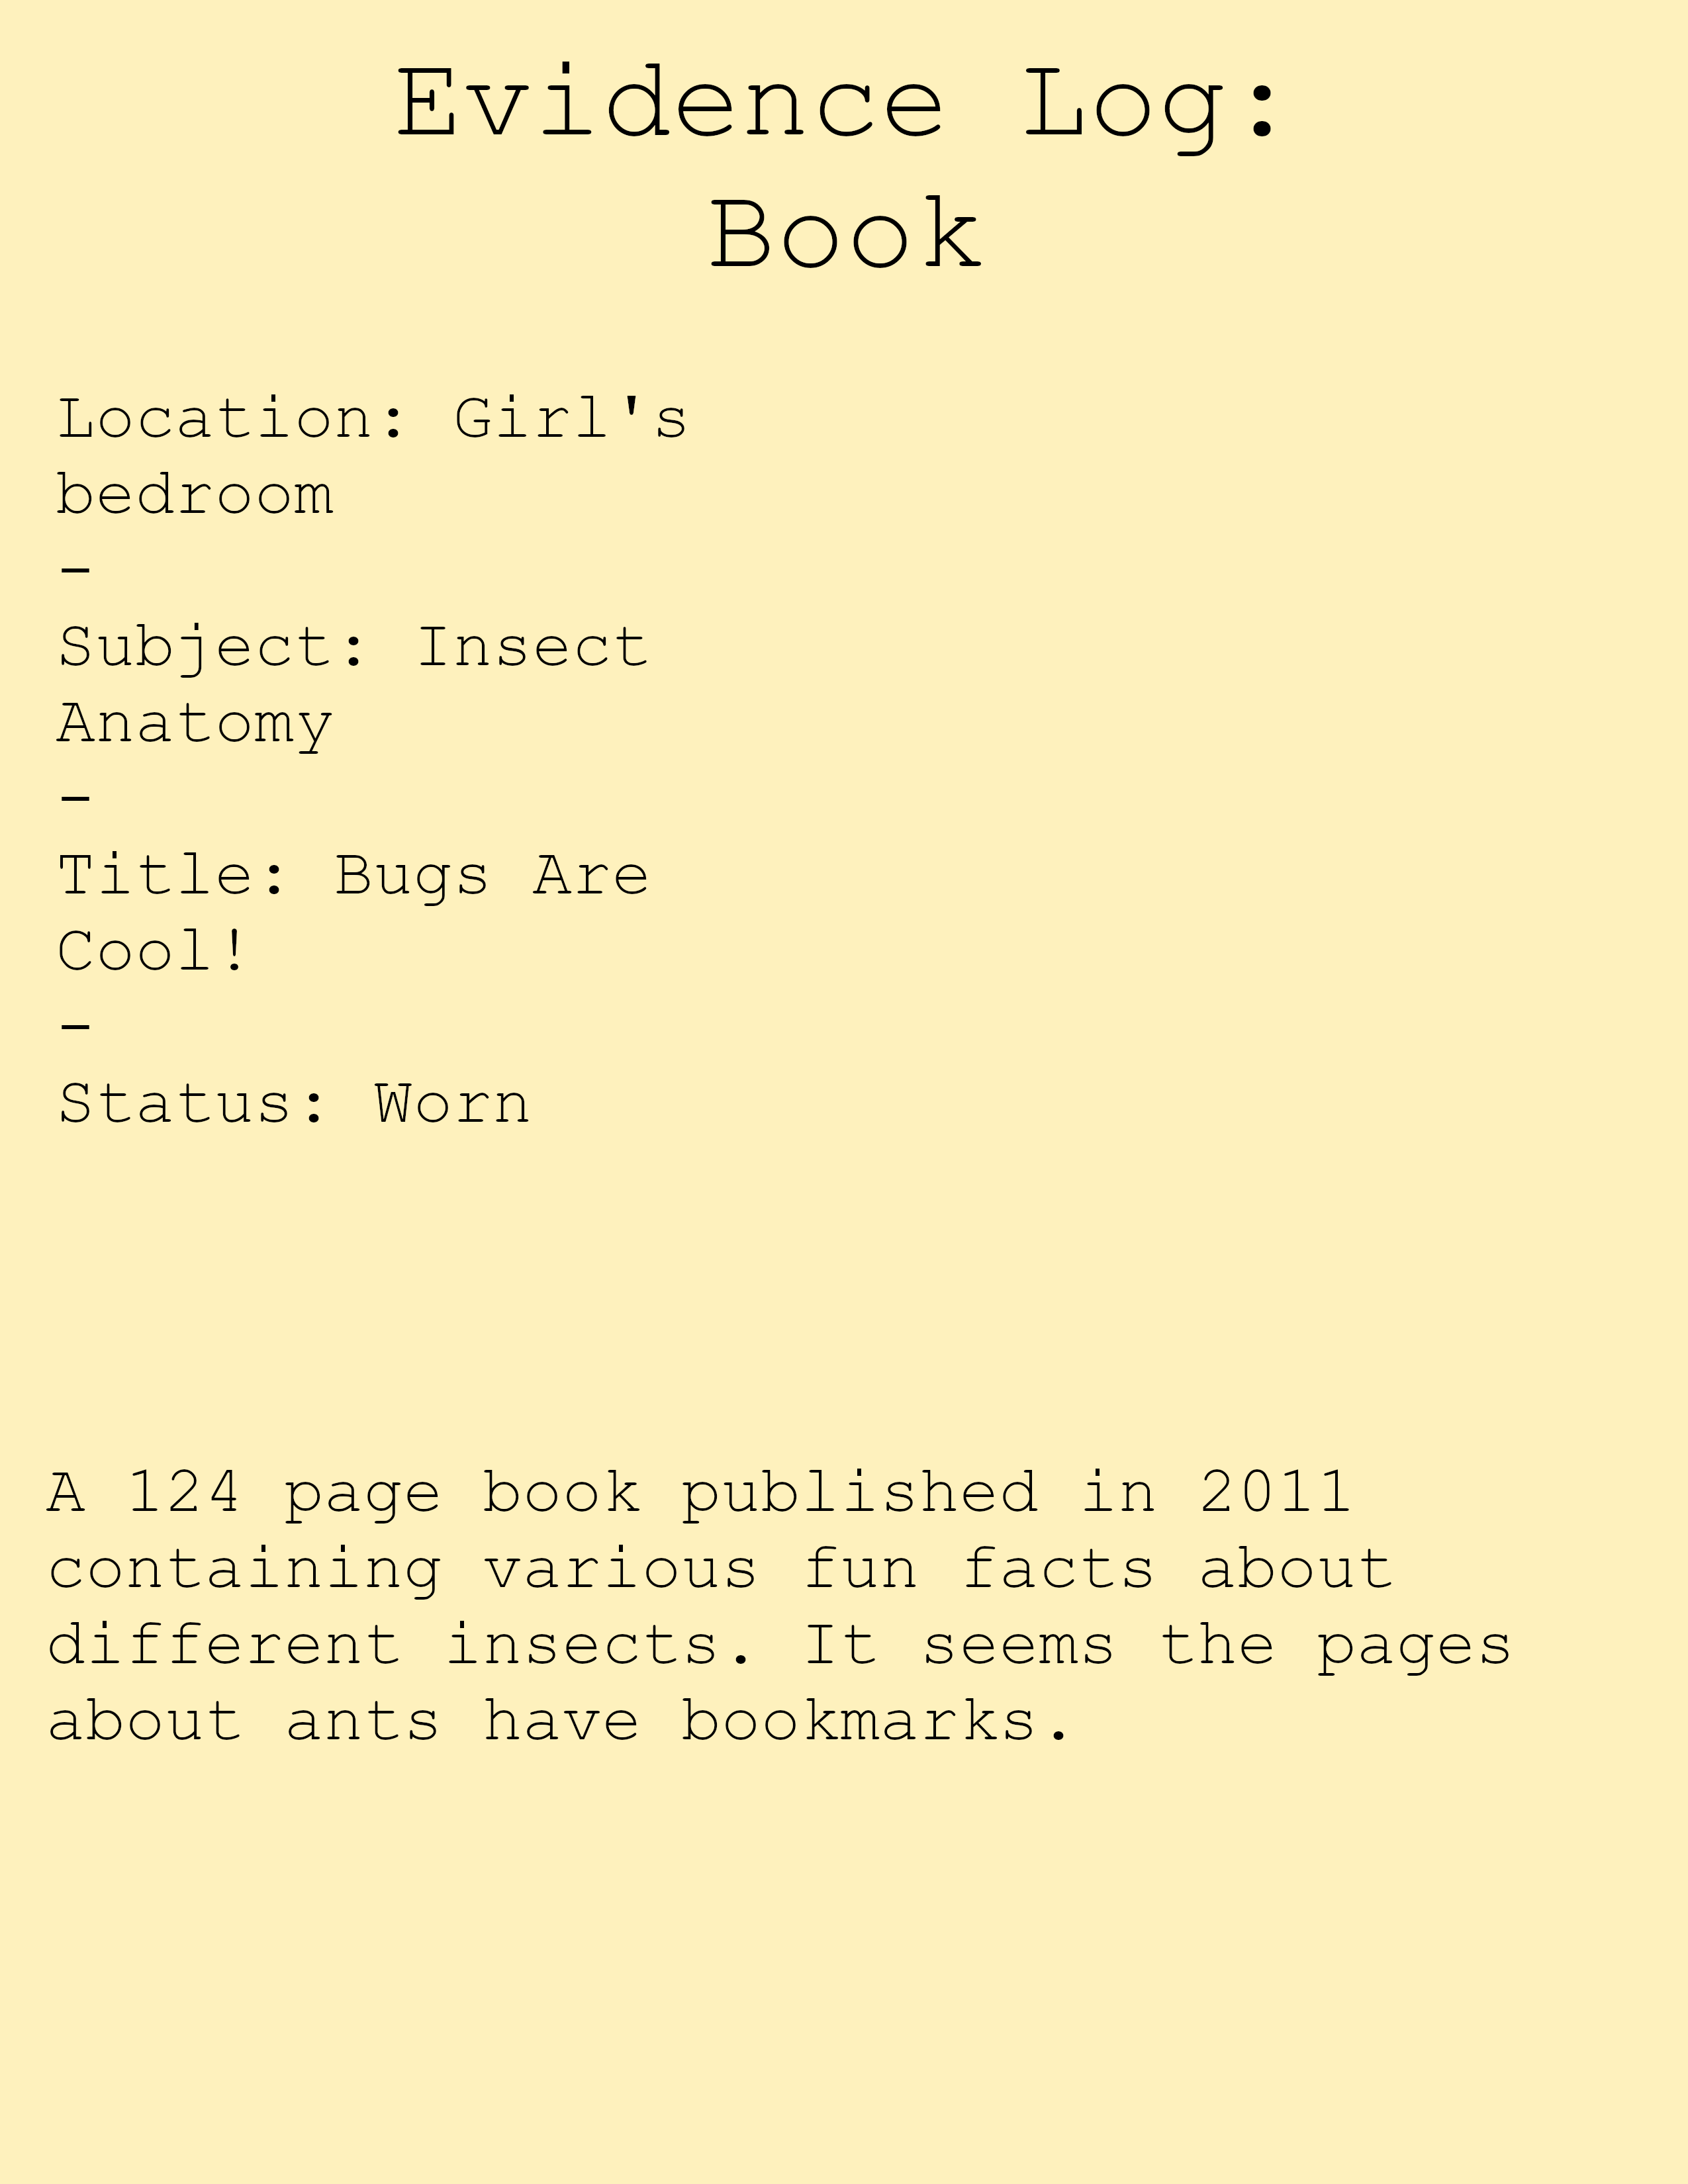 Evidence Log:
Book
Location: Girl's
bedroom
-
Subject: Insect
Anatomy
-
Title: Bugs Are
Cool!
-
Status: Worn
A 124 page book published in 2011
containing various fun facts about
different insects. It seems the pages
about ants have bookmarks.